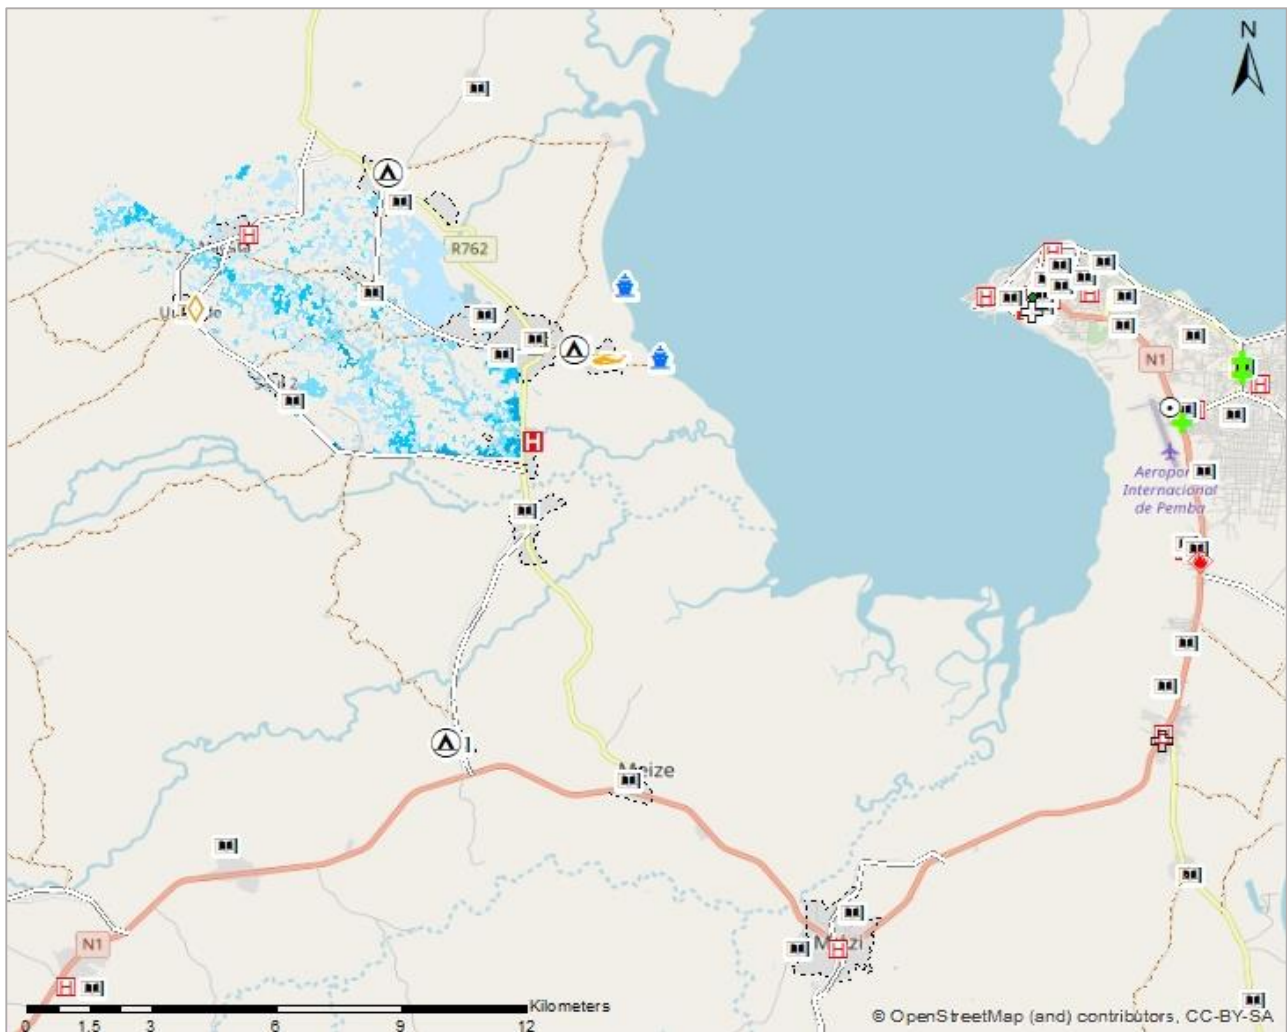 N
R762
N1
Aeropor
Internacional
de Pemba
Meize
N1
Kilometers
0 1.5 3 6 9 12
© OpenStreetMap (and) contributors, CC-BY-SA